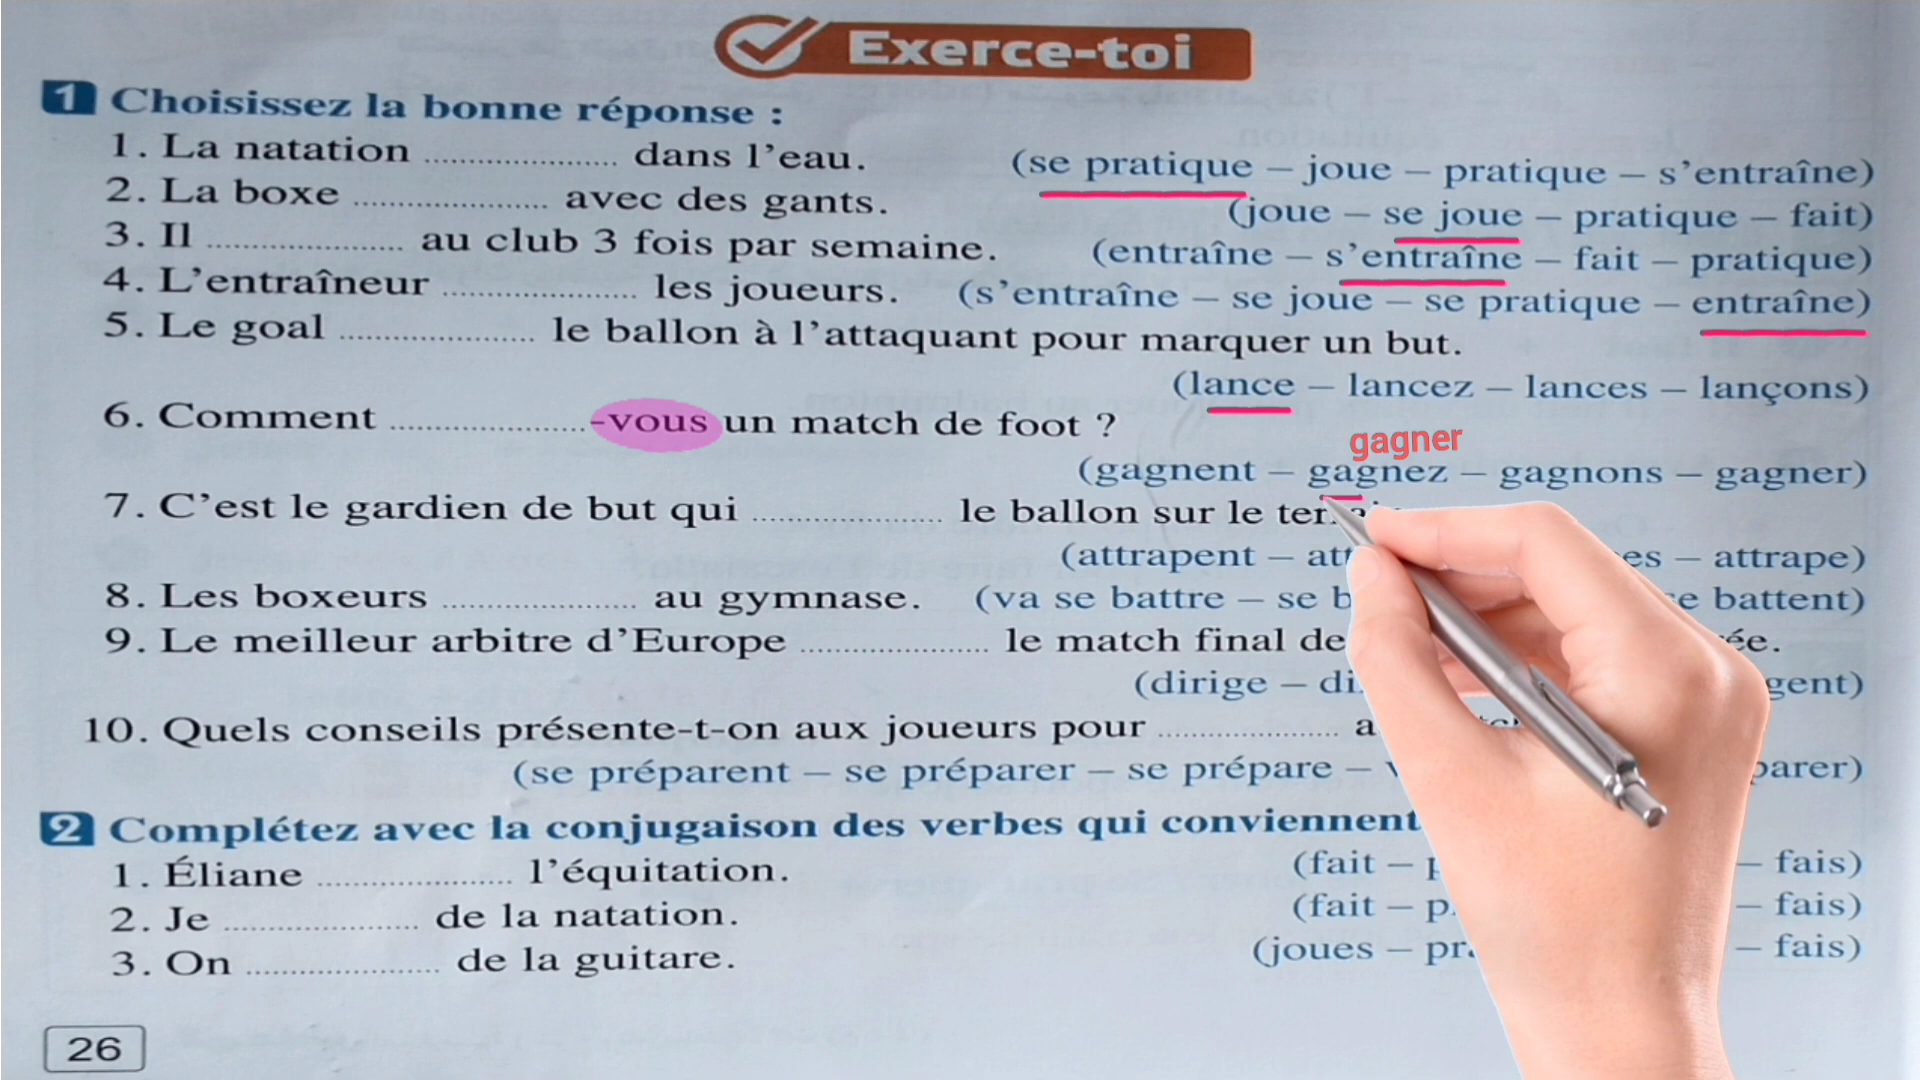 Exerce-toi
1 Choisissez la bonne réponse :
1. La natation ..................... dans l'eau. (se pratique – joue – pratique – s'entraîne)
2. La boxe ..................... avec des gants. (joue – se joue – pratique – fait)
3. Il ..................... au club 3 fois par semaine. (entraîne – s'entraîne – fait – pratique)
4. L'entraîneur ..................... les joueurs. (s'entraîne – se joue – se pratique – entraîne)
5. Le goal ..................... le ballon à l'attaquant pour marquer un but.
(lance – lancez – lances – lançons)
6. Comment .....................-vous un match de foot ?
gagner
(gagnent – gagnez – gagnons – gagner)
7. C'est le gardien de but qui ..................... le ballon sur le
(attrapent – – attrape)
8. Les boxeurs ..................... au gymnase. (va se battre – se battent)
9. Le meilleur arbitre d'Europe ..................... le match final de
(dirige –
10. Quels conseils présente-t-on aux joueurs pour .....................
(se préparent – se préparer – se prépare –
2 Complétez avec la conjugaison des verbes qui conviennent
1. Éliane ..................... l'équitation. (fait – – fais)
2. Je ..................... de la natation. (fait – – fais)
3. On ..................... de la guitare. (joues – – fais)
26